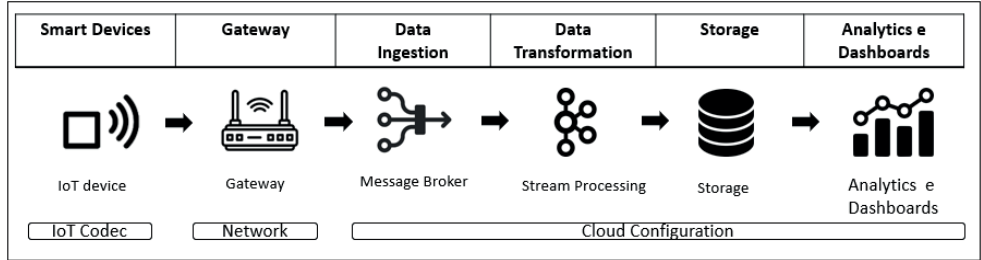 Smart Devices
Gateway
Data
Ingestion
Data
Transformation
Storage
Analytics e
Dashboards
IoT device
Gateway
Message Broker
Stream Processing
Storage
Analytics e
Dashboards
IoT Codec
Network
Cloud Configuration